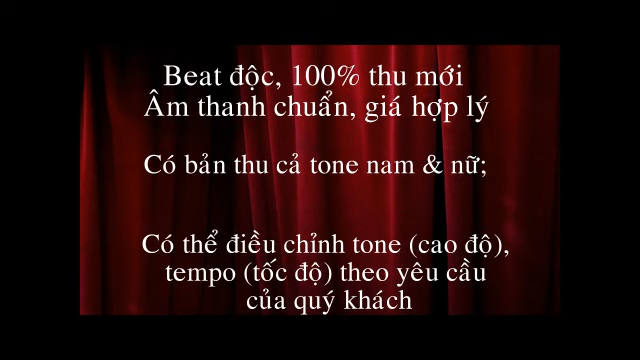 Beat độc, 100% thu mới
Âm thanh chuẩn, giá hợp lý
Có bản thu cả tone nam & nữ;
Có thể điều chỉnh tone (cao độ),
tempo (tốc độ) theo yêu cầu
của quý khách